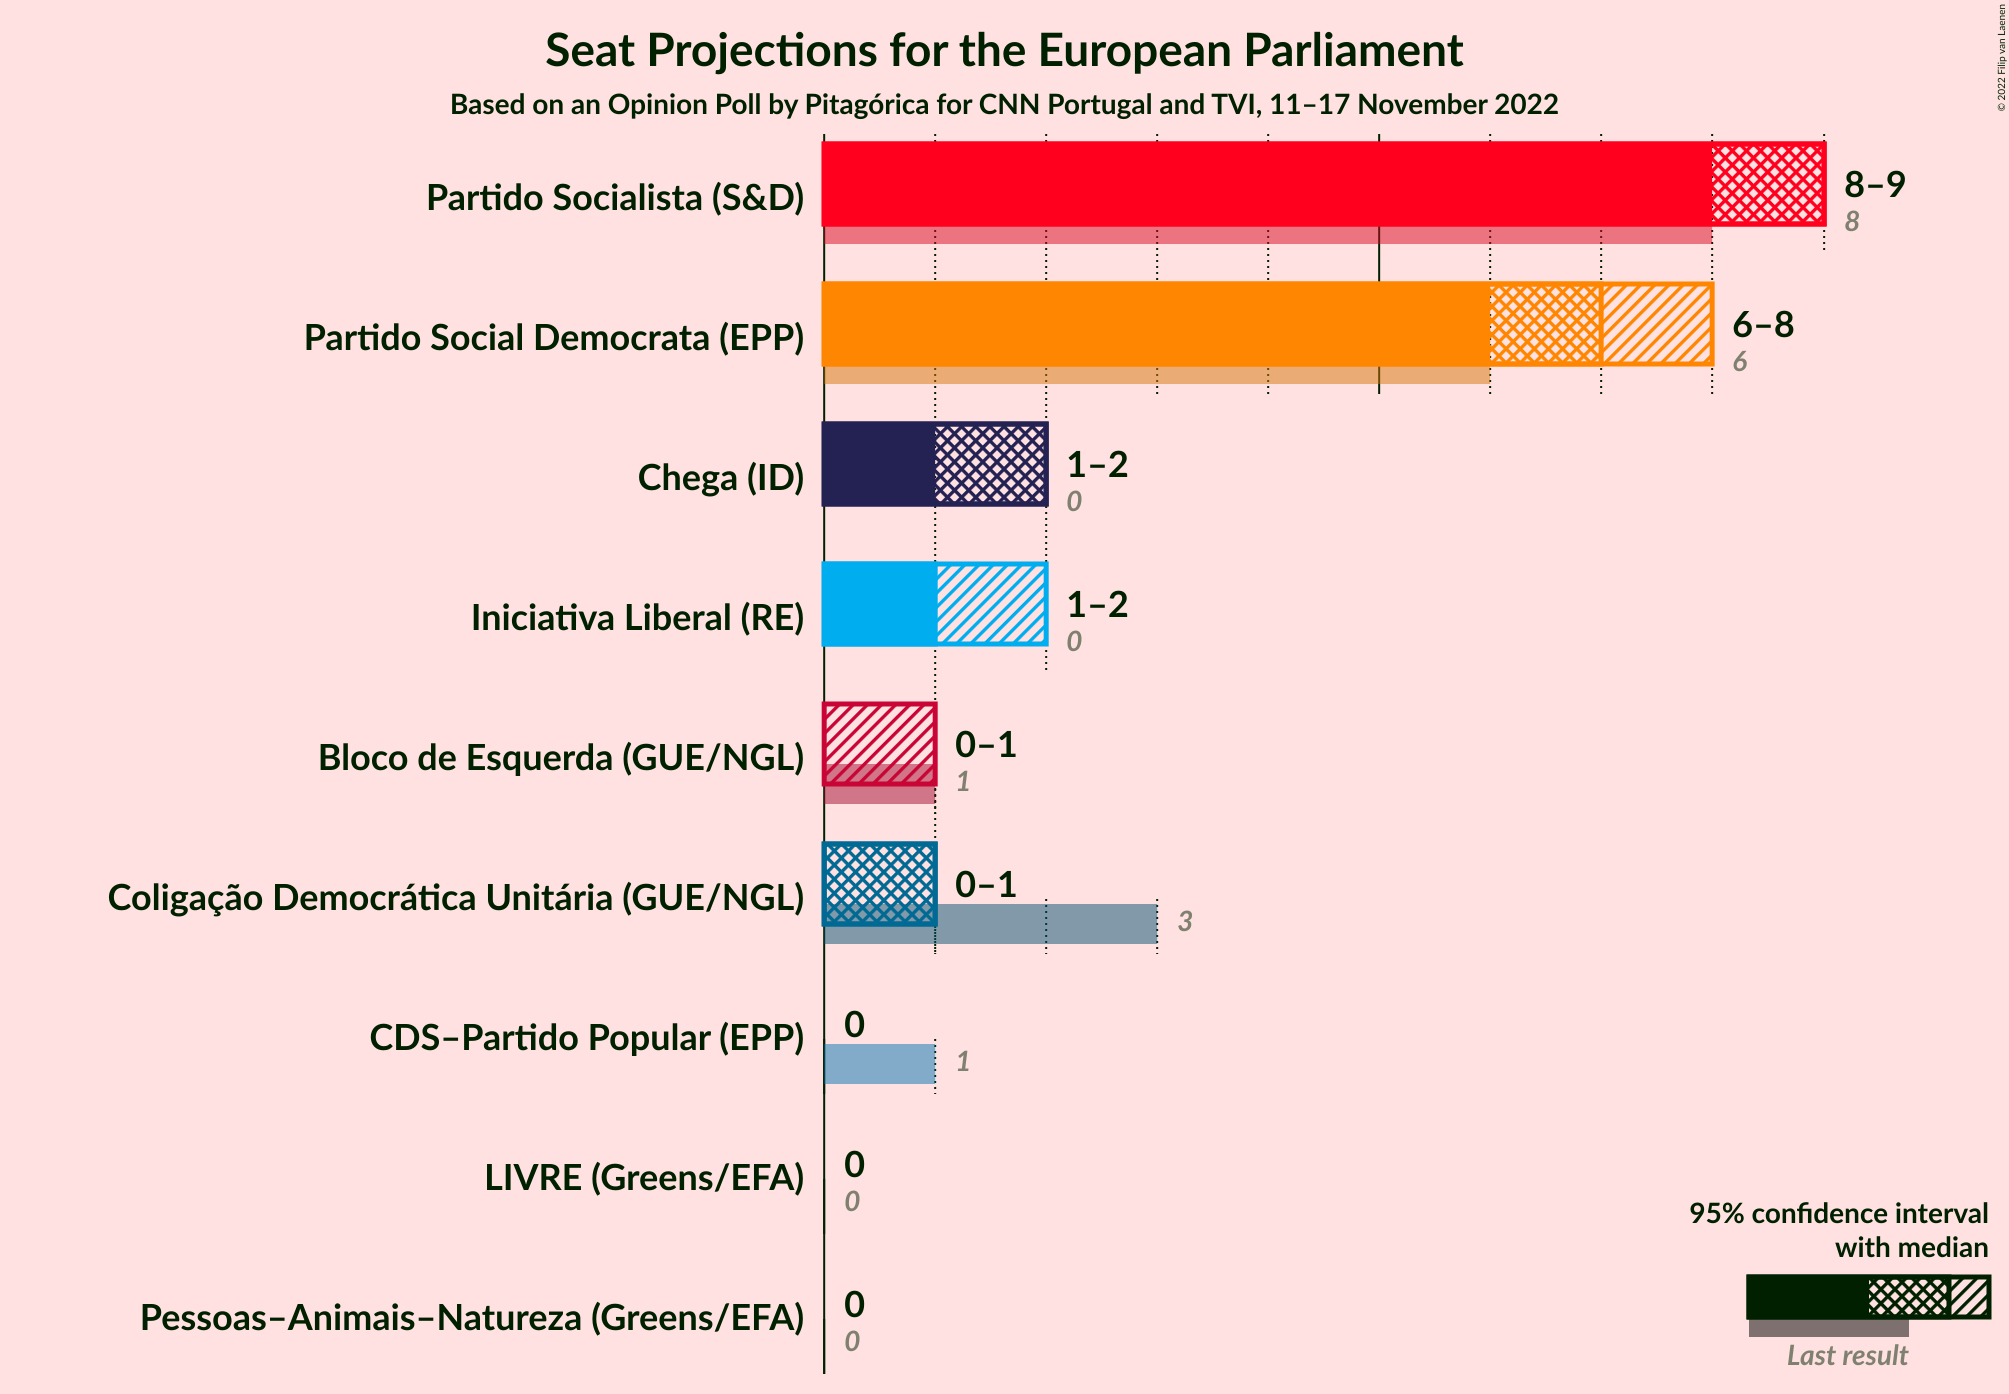 Seat Projections for the European Parliament
Based on an Opinion Poll by Pitagórica for CNN Portugal and TVI, 11–17 November 2022
© 2022 Filip van Laenen
Partido Socialista (S&D)
8–9
8
Partido Social Democrata (EPP)
6–8
6
Chega (ID)
1–2
0
Iniciativa Liberal (RE)
1–2
0
Bloco de Esquerda (GUE/NGL)
0–1
1
Coligação Democrática Unitária (GUE/NGL)
0–1
3
CDS–Partido Popular (EPP)
0
1
LIVRE (Greens/EFA)
0
0
Pessoas–Animais–Natureza (Greens/EFA)
0
0
95% confidence interval
with median
Last result